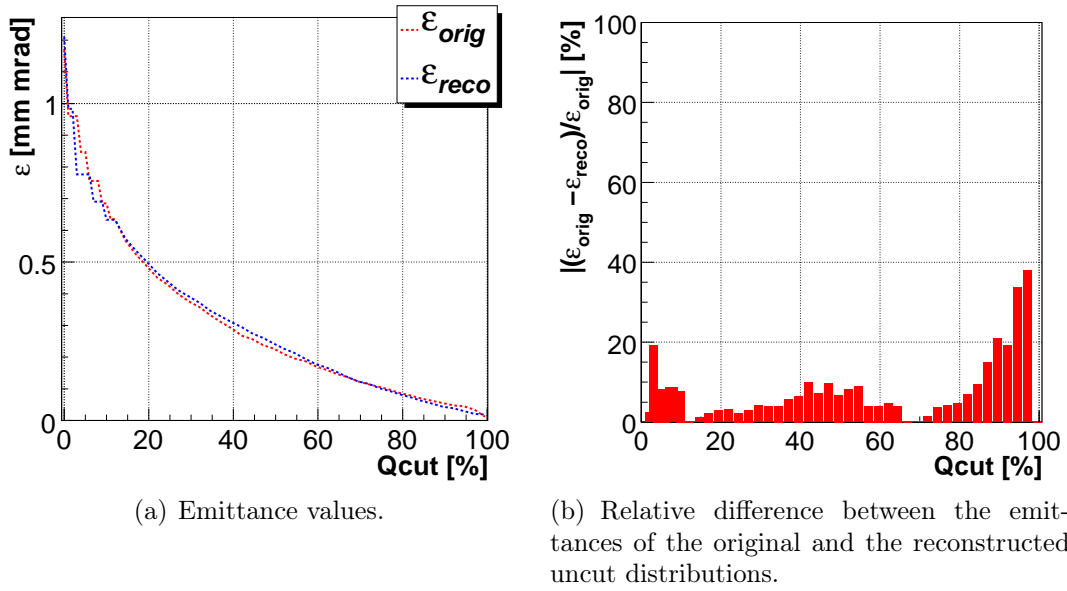 ε [mm mrad]
1
0.5
0
ε_orig
ε_reco
0 20 40 60 80 100
Qcut [%]
(a) Emittance values.
|(ε_orig −ε_reco)/ε_orig| [%]
100
80
60
40
20
0
0 20 40 60 80 100
Qcut [%]
(b) Relative difference between the emit-
tances of the original and the reconstructed
uncut distributions.